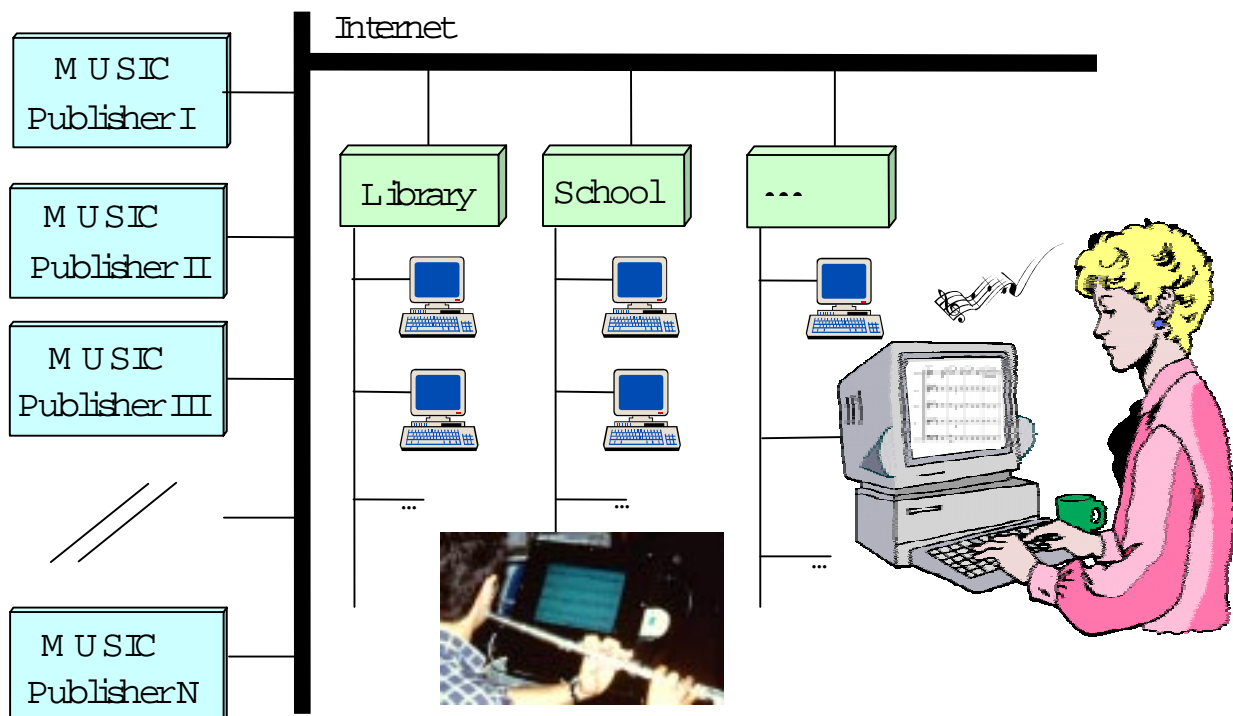 Internet
MUSIC
Publisher I
MUSIC
Publisher II
MUSIC
Publisher III
MUSIC
Publisher N
Library
School
...
...
...
...